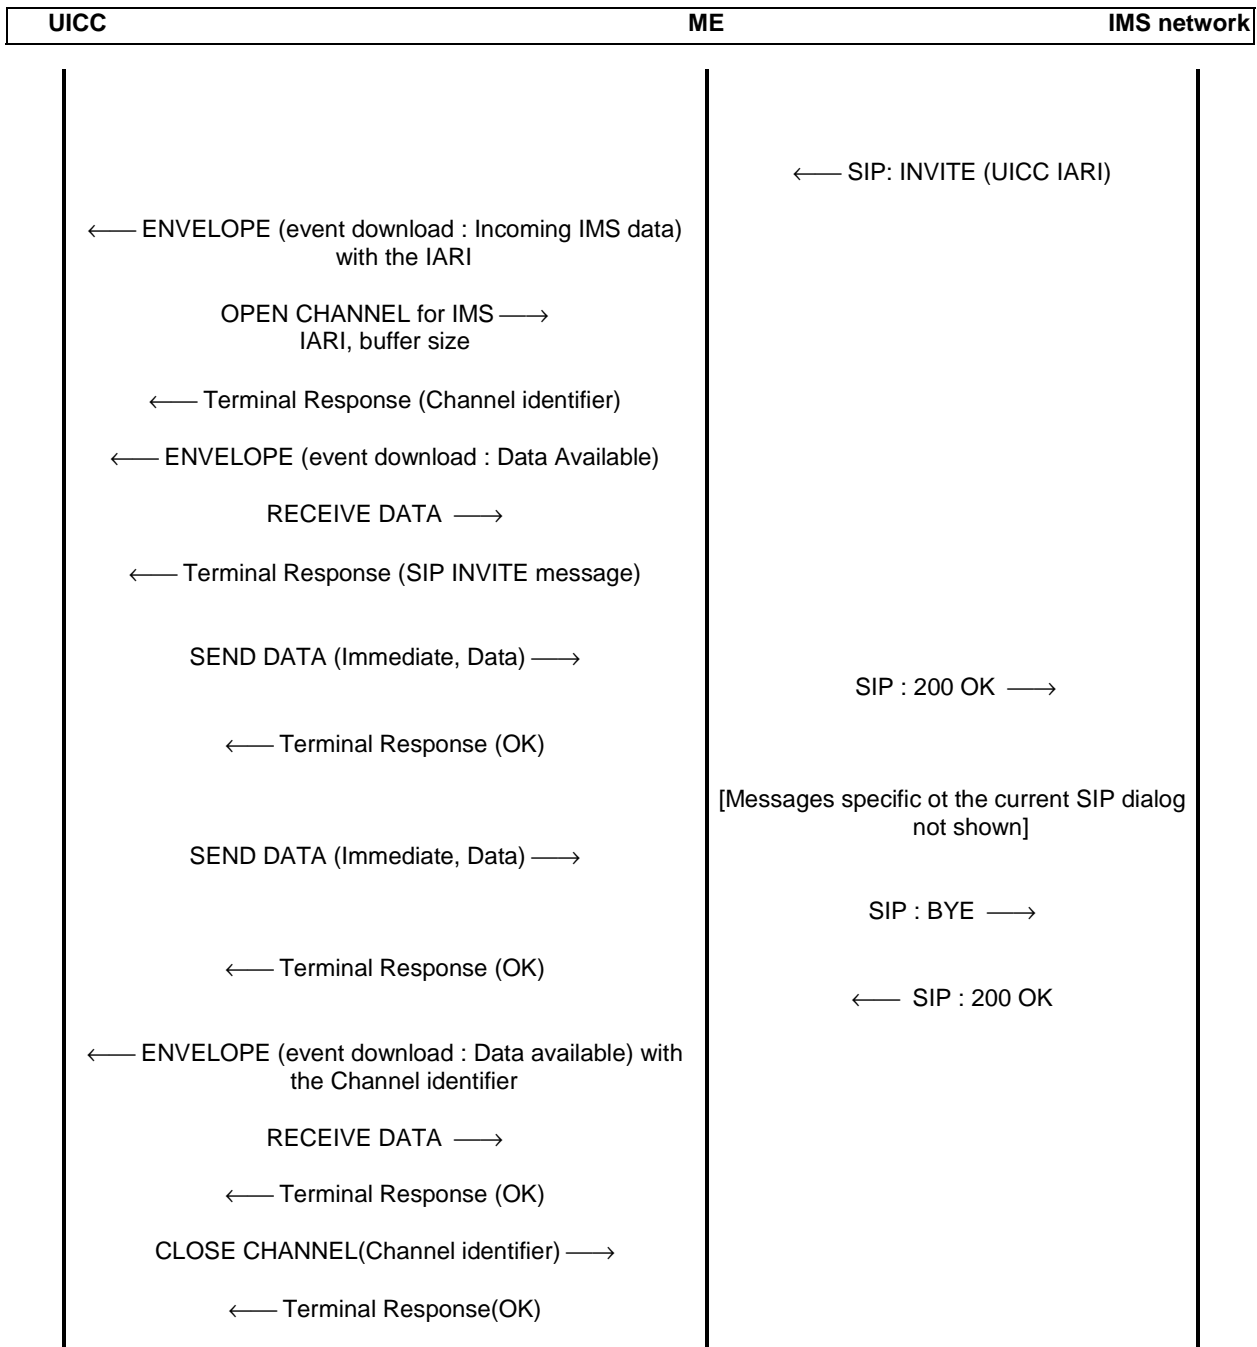 UICC ME IMS network
← SIP: INVITE (UICC IARI)
← ENVELOPE (event download : Incoming IMS data)
with the IARI
OPEN CHANNEL for IMS →
IARI, buffer size
← Terminal Response (Channel identifier)
← ENVELOPE (event download : Data Available)
RECEIVE DATA →
← Terminal Response (SIP INVITE message)
SEND DATA (Immediate, Data) →
SIP : 200 OK →
← Terminal Response (OK)
[Messages specific ot the current SIP dialog
not shown]
SEND DATA (Immediate, Data) →
SIP : BYE →
← Terminal Response (OK)
← SIP : 200 OK
← ENVELOPE (event download : Data available) with
the Channel identifier
RECEIVE DATA →
← Terminal Response (OK)
CLOSE CHANNEL(Channel identifier) →
← Terminal Response(OK)